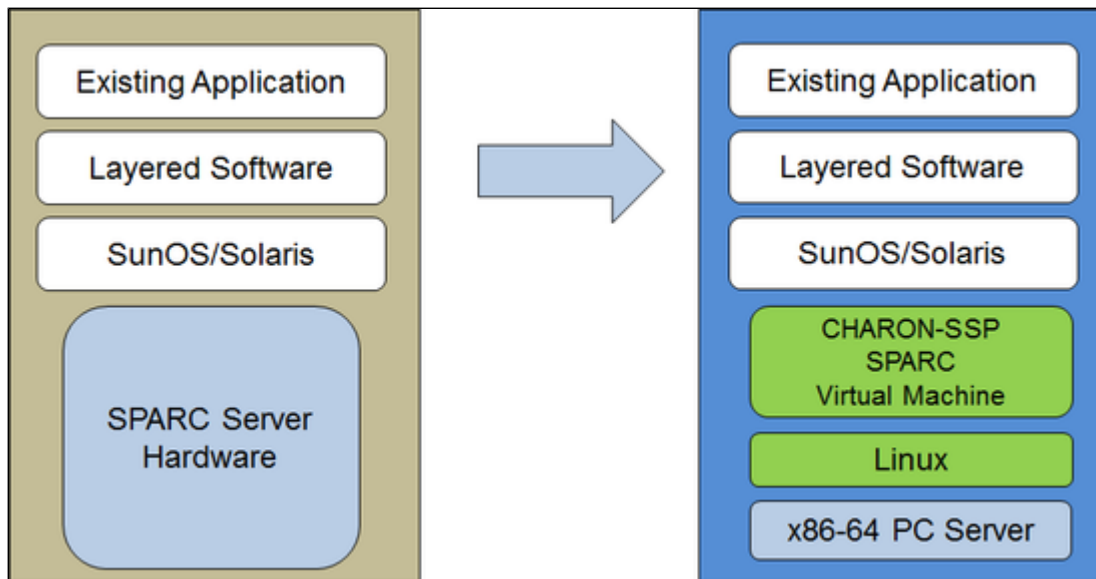 Existing Application
Layered Software
SunOS/Solaris
SPARC Server
Hardware
Existing Application
Layered Software
SunOS/Solaris
CHARON-SSP
SPARC
Virtual Machine
Linux
x86-64 PC Server